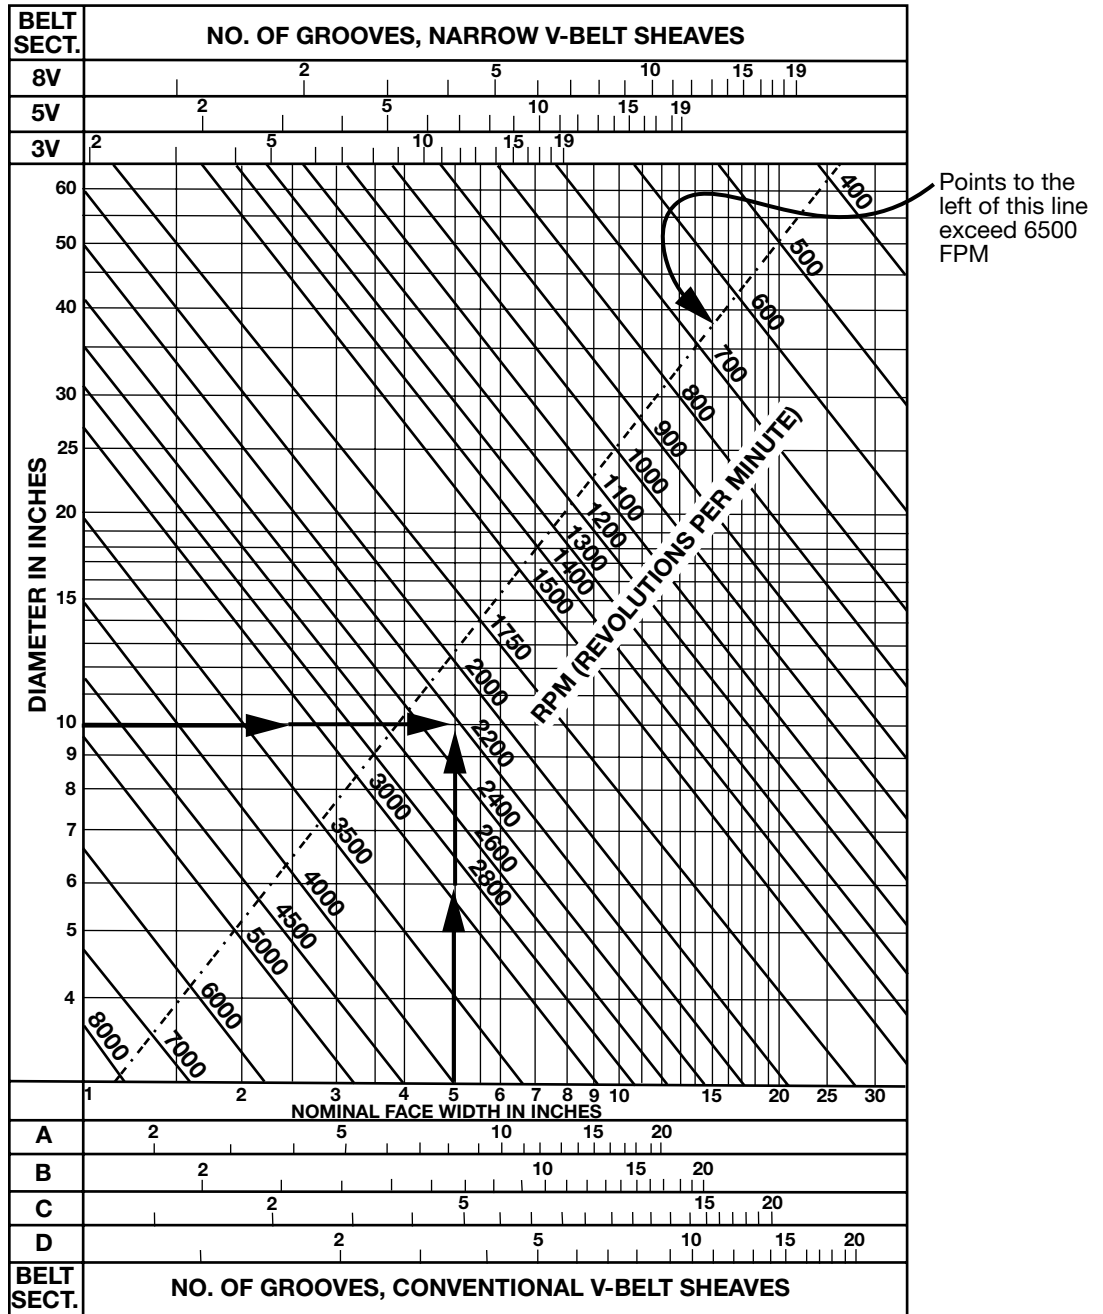 BELT
SECT.
NO. OF GROOVES, NARROW V-BELT SHEAVES
8V
2 5 10 15 19
5V
2 5 10 15 19
3V
2 5 10 15 19
60
50
40
30
25
20
15
10
9
8
7
6
5
4
DIAMETER IN INCHES
400
500
600
700
800
900
1000
1100
1200
1300
1400
1500
1750
2000
2200
2400
2600
2800
3000
3500
4000
4500
5000
6000
7000
8000
RPM (REVOLUTIONS PER MINUTE)
Points to the
left of this line
exceed 6500
FPM
1 2 3 4 5 6 7 8 9 10 15 20 25 30
NOMINAL FACE WIDTH IN INCHES
A
2 5 10 15 20
B
2 10 15 20
C
2 5 15 20
D
2 5 10 15 20
BELT
SECT.
NO. OF GROOVES, CONVENTIONAL V-BELT SHEAVES